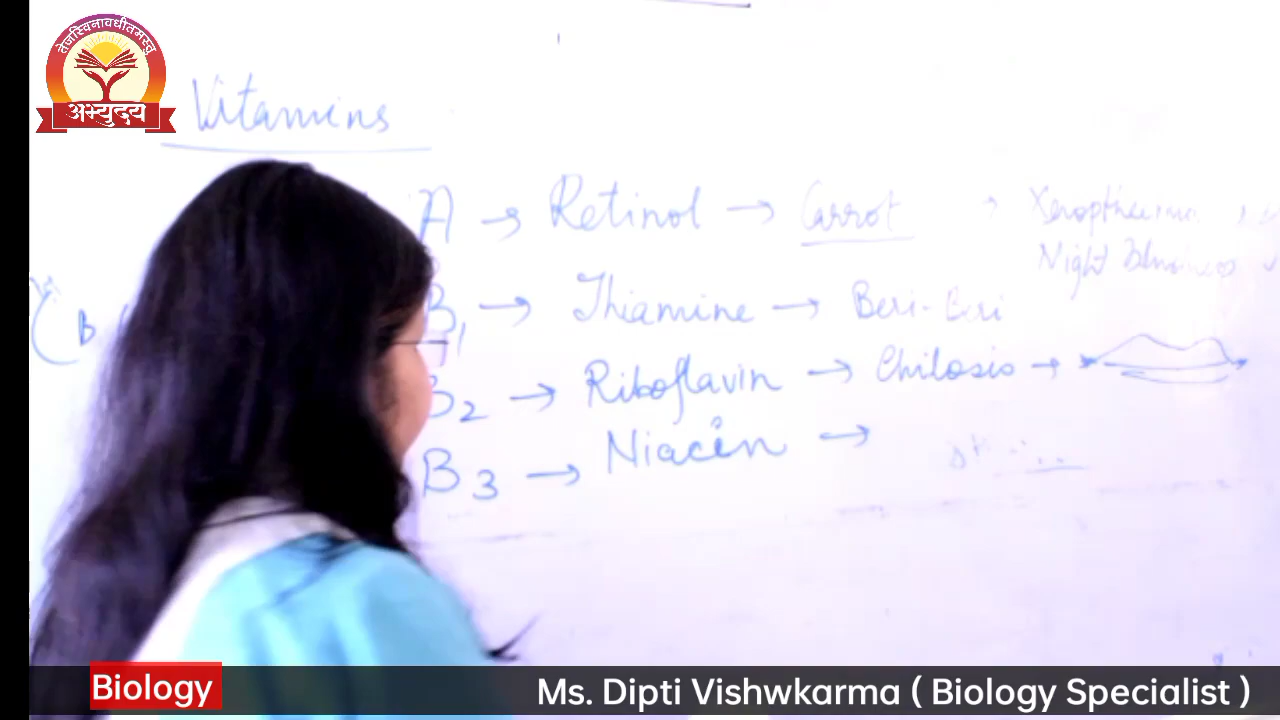 तेजस्विनावधीतमस्तु
अभ्युदय
Vitamins
A → Retinol → Carrot → Xeropthelmia
Night Blindness
(B
B1 → Thiamine → Beri-Beri
B2 → Riboflavin → Chilosis →
B3 → Niacin →
Biology
Ms. Dipti Vishwkarma ( Biology Specialist )